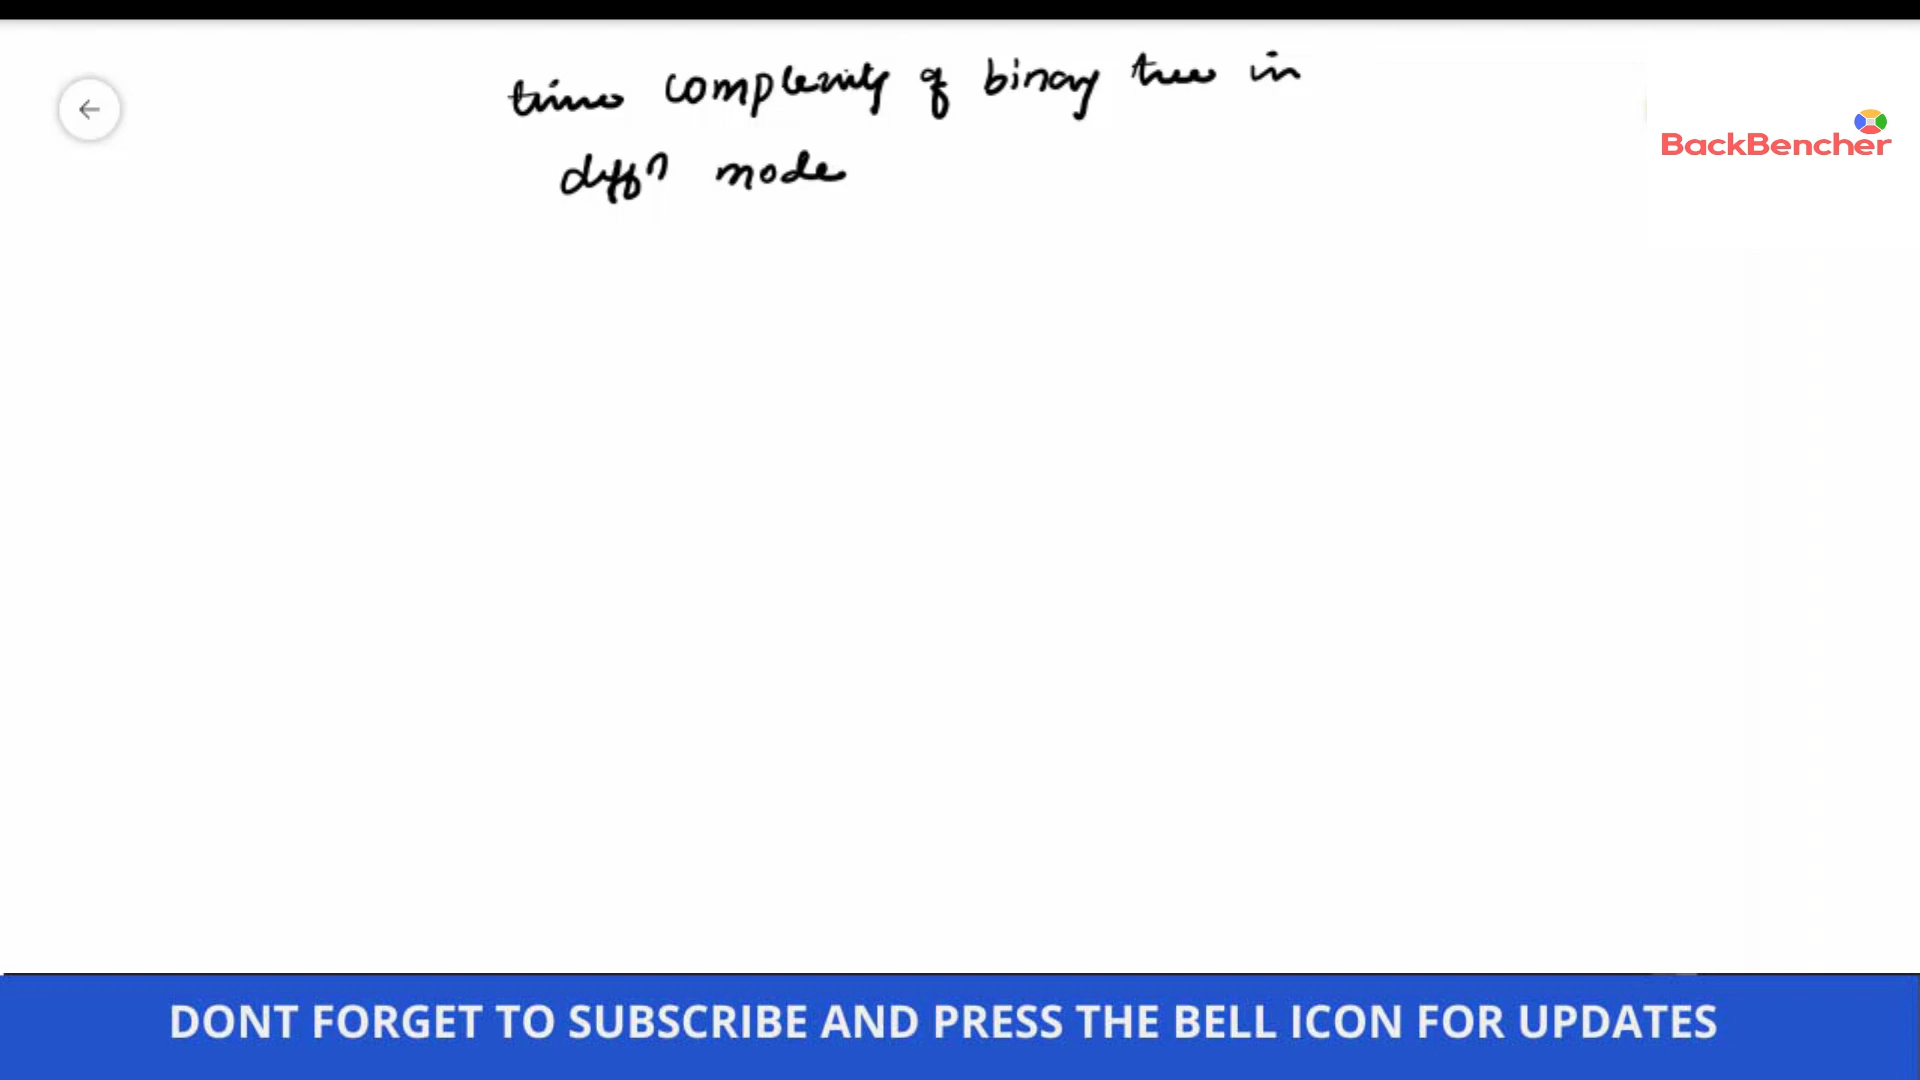 time complexity of binary tree in
BackBencher
diffn mode
DONT FORGET TO SUBSCRIBE AND PRESS THE BELL ICON FOR UPDATES